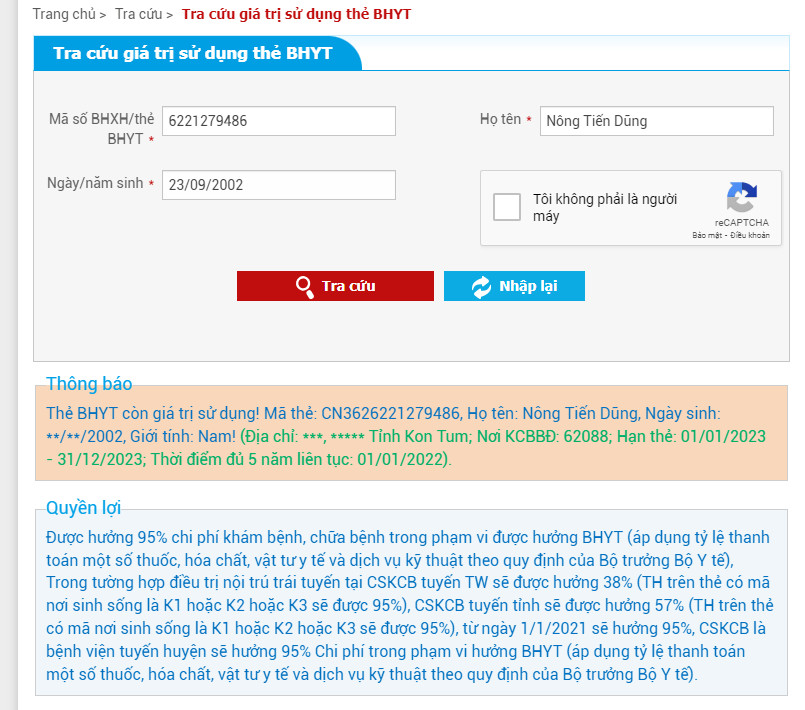 Trang chủ > Tra cứu > Tra cứu giá trị sử dụng thẻ BHYT
Tra cứu giá trị sử dụng thẻ BHYT
Mã số BHXH/thẻ BHYT * 6221279486
Họ tên * Nông Tiến Dũng
Ngày/năm sinh * 23/09/2002
Tôi không phải là người máy
reCAPTCHA
Bảo mật - Điều khoản
Tra cứu Nhập lại
Thông báo
Thẻ BHYT còn giá trị sử dụng! Mã thẻ: CN3626221279486, Họ tên: Nông Tiến Dũng, Ngày sinh:
**/**/2002, Giới tính: Nam! (Địa chỉ: ***, ***** Tỉnh Kon Tum; Nơi KCBBĐ: 62088; Hạn thẻ: 01/01/2023
- 31/12/2023; Thời điểm đủ 5 năm liên tục: 01/01/2022).
Quyền lợi
Được hưởng 95% chi phí khám bệnh, chữa bệnh trong phạm vi được hưởng BHYT (áp dụng tỷ lệ thanh
toán một số thuốc, hóa chất, vật tư y tế và dịch vụ kỹ thuật theo quy định của Bộ trưởng Bộ Y tế),
Trong tường hợp điều trị nội trú trái tuyến tại CSKCB tuyến TW sẽ được hưởng 38% (TH trên thẻ có mã
nơi sinh sống là K1 hoặc K2 hoặc K3 sẽ được 95%), CSKCB tuyến tỉnh sẽ được hưởng 57% (TH trên thẻ
có mã nơi sinh sống là K1 hoặc K2 hoặc K3 sẽ được 95%), từ ngày 1/1/2021 sẽ hưởng 95%, CSKCB là
bệnh viện tuyến huyện sẽ hưởng 95% Chi phí trong phạm vi hưởng BHYT (áp dụng tỷ lệ thanh toán
một số thuốc, hóa chất, vật tư y tế và dịch vụ kỹ thuật theo quy định của Bộ trưởng Bộ Y tế).